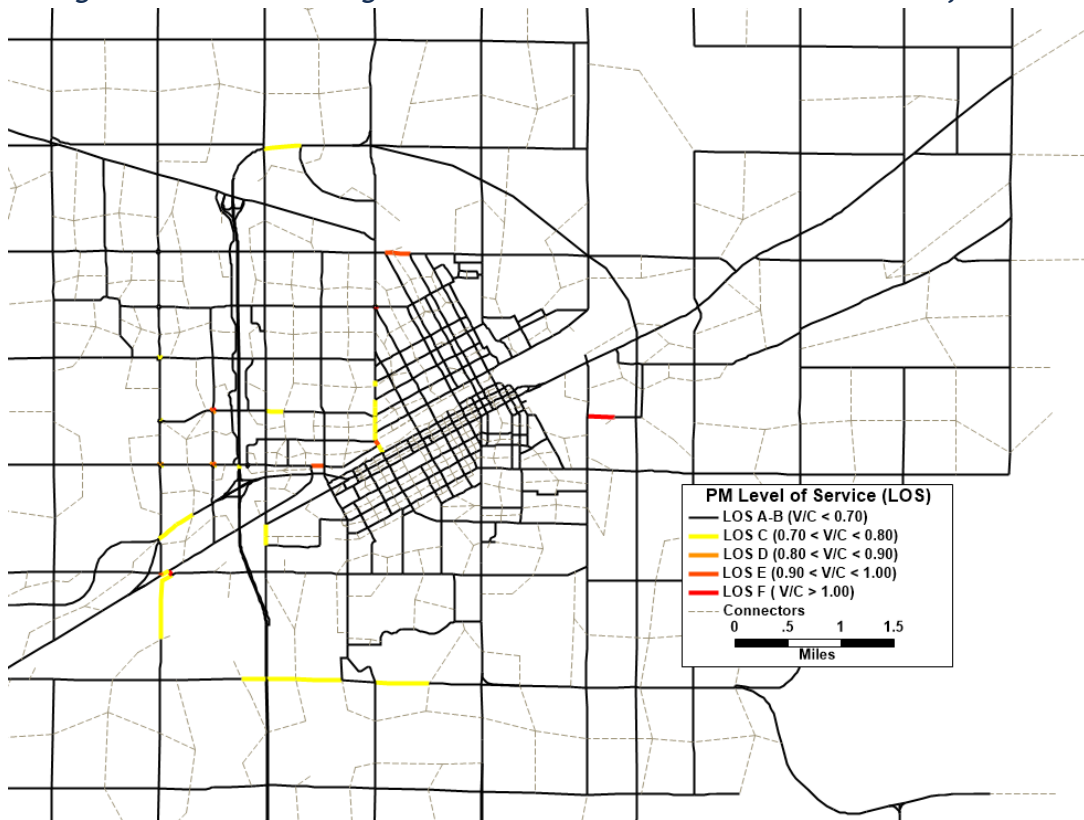 PM Level of Service (LOS)
LOS A-B (V/C < 0.70)
LOS C (0.70 < V/C < 0.80)
LOS D (0.80 < V/C < 0.90)
LOS E (0.90 < V/C < 1.00)
LOS F ( V/C > 1.00)
Connectors
0 .5 1 1.5
Miles